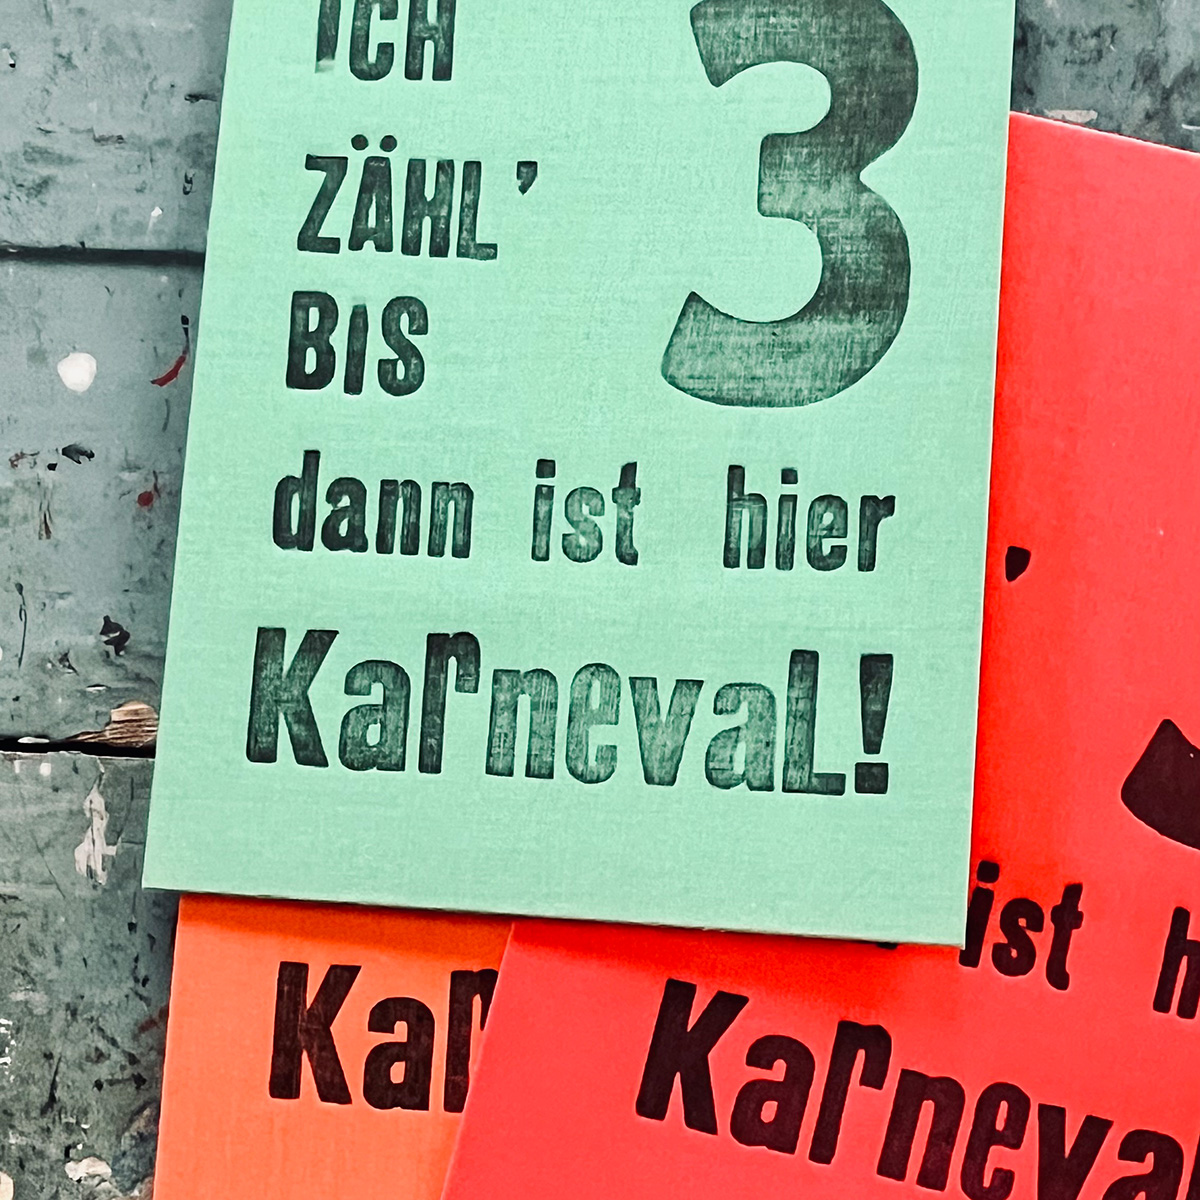 ICH
ZÄHL'
BIS 3
dann ist hier
KarnevaL!
' 
ist
Kar
Karneva